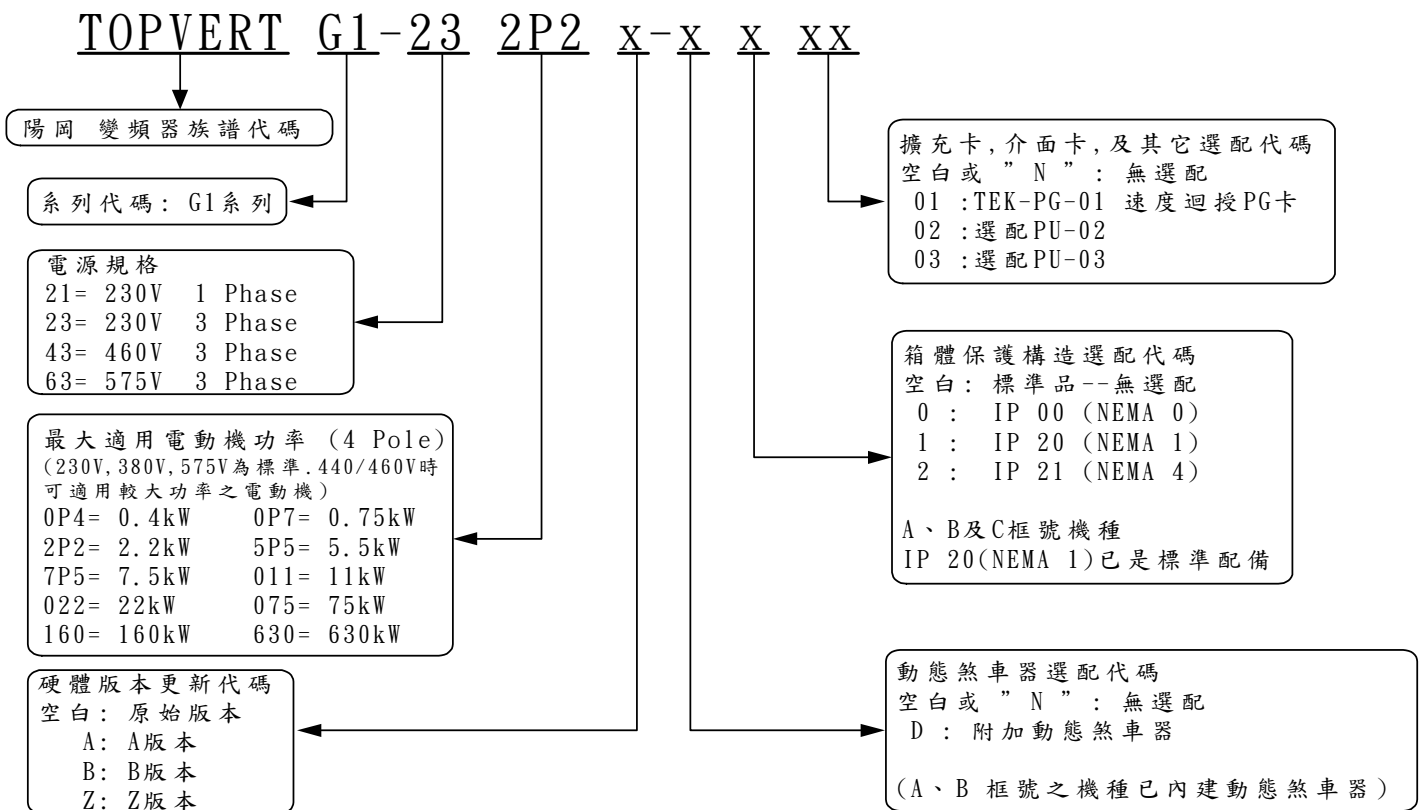 TOPVERT G1-23 2P2 x-x x xx
陽岡 變頻器族譜代碼
系列代碼: G1系列
電源規格
21= 230V 1 Phase
23= 230V 3 Phase
43= 460V 3 Phase
63= 575V 3 Phase
最大適用電動機功率 (4 Pole)
(230V,380V,575V為標準.440/460V時
可適用較大功率之電動機)
0P4= 0.4kW 0P7= 0.75kW
2P2= 2.2kW 5P5= 5.5kW
7P5= 7.5kW 011= 11kW
022= 22kW 075= 75kW
160= 160kW 630= 630kW
硬體版本更新代碼
空白: 原始版本
A: A版本
B: B版本
Z: Z版本
擴充卡,介面卡,及其它選配代碼
空白或 ” N ” : 無選配
01 :TEK-PG-01 速度迴授PG卡
02 :選配PU-02
03 :選配PU-03
箱體保護構造選配代碼
空白: 標準品--無選配
0 : IP 00 (NEMA 0)
1 : IP 20 (NEMA 1)
2 : IP 21 (NEMA 4)
A、B及C框號機種
IP 20(NEMA 1)已是標準配備
動態煞車器選配代碼
空白或 ” N ” : 無選配
D : 附加動態煞車器
(A、B 框號之機種已內建動態煞車器)